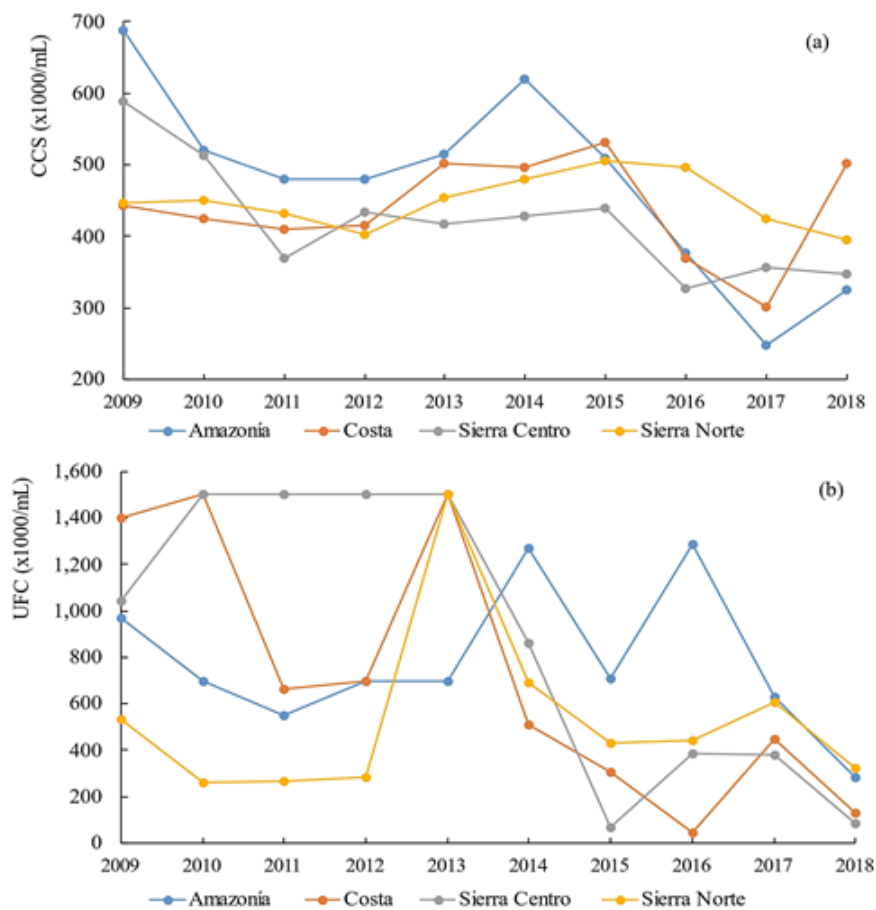 (a)
CCS (x1000/mL)
700
600
500
400
300
200
2009 2010 2011 2012 2013 2014 2015 2016 2017 2018
Amazonía Costa Sierra Centro Sierra Norte
(b)
UFC (x1000/mL)
1,600
1,400
1,200
1,000
800
600
400
200
0
2009 2010 2011 2012 2013 2014 2015 2016 2017 2018
Amazonía Costa Sierra Centro Sierra Norte